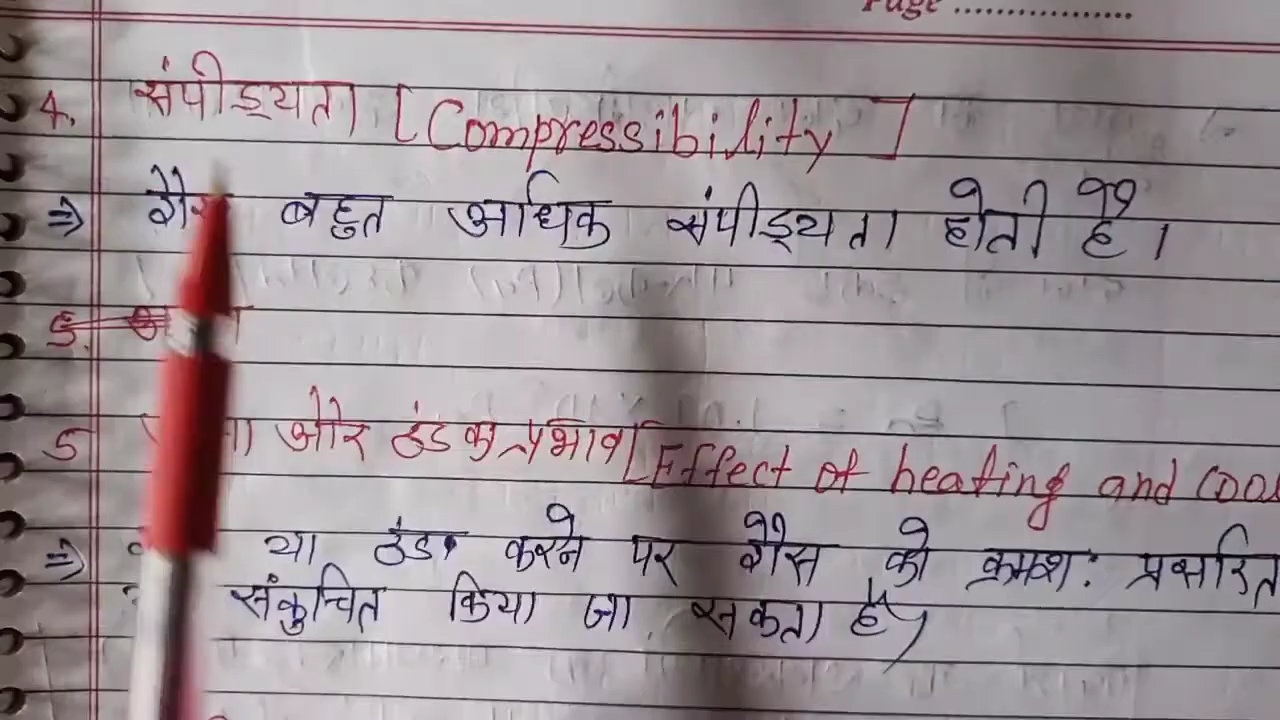 Page ................
4. संपीड्यता [Compressibility]
⇒ गैस बहुत अधिक संपीड्यता होती है।
5.
5 और ठंड का प्रभाव [Effect of heating and
⇒ या ठंडा करने पर गैस को क्रमश: प्रसारित
संकुचित किया जा सकता है